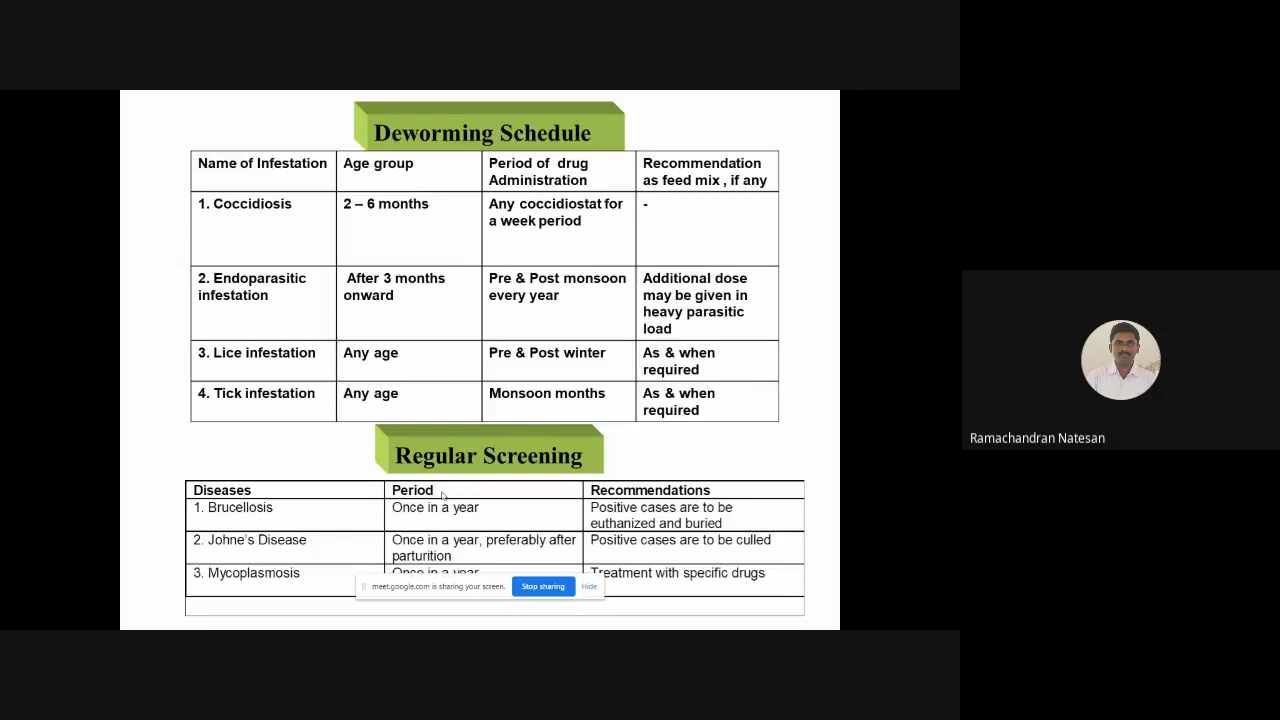 Deworming Schedule
Name of Infestation Age group Period of drug Recommendation
Administration as feed mix , if any
1. Coccidiosis 2 – 6 months Any coccidiostat for -
a week period
2. Endoparasitic After 3 months Pre & Post monsoon Additional dose
infestation onward every year may be given in
heavy parasitic
load
3. Lice infestation Any age Pre & Post winter As & when
required
4. Tick infestation Any age Monsoon months As & when
required
Regular Screening
Diseases Period Recommendations
1. Brucellosis Once in a year Positive cases are to be
euthanized and buried
2. Johne's Disease Once in a year, preferably after Positive cases are to be culled
parturition
3. Mycoplasmosis Once in a year Treatment with specific drugs
meet.google.com is sharing your screen. Stop sharing Hide
Ramachandran Natesan